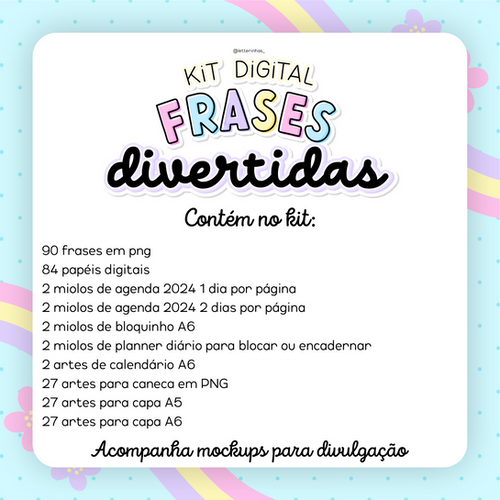 @letterinhas_
KiT DiGiTAL
FRASES
divertidas
Contém no kit:
90 frases em png
84 papéis digitais
2 miolos de agenda 2024 1 dia por página
2 miolos de agenda 2024 2 dias por página
2 miolos de bloquinho A6
2 miolos de planner diário para blocar ou encadernar
2 artes de calendário A6
27 artes para caneca em PNG
27 artes para capa A5
27 artes para capa A6
Acompanha mockups para divulgação